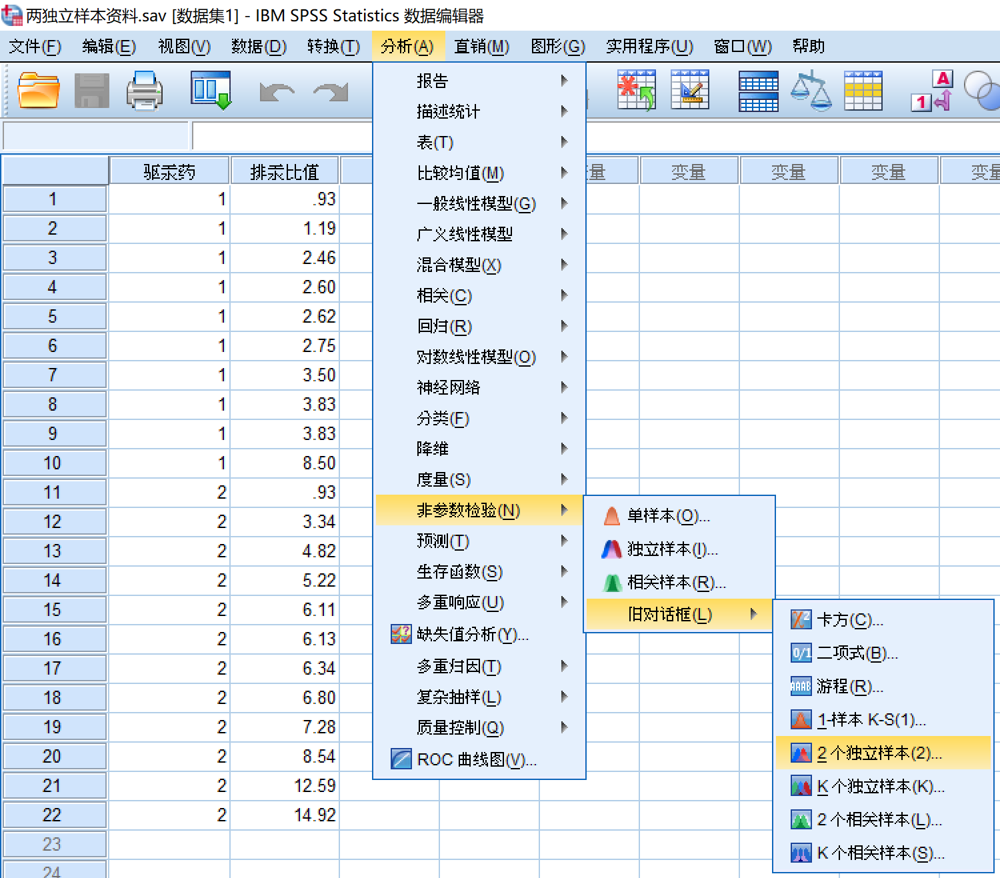 两独立样本资料.sav [数据集1] - IBM SPSS Statistics 数据编辑器
文件(F) 编辑(E) 视图(V) 数据(D) 转换(T) 分析(A) 直销(M) 图形(G) 实用程序(U) 窗口(W) 帮助
驱汞药 排汞比值 变量 变量 变量
1 1 .93
2 1 1.19
3 1 2.46
4 1 2.60
5 1 2.62
6 1 2.75
7 1 3.50
8 1 3.83
9 1 3.83
10 1 8.50
11 2 .93
12 2 3.34
13 2 4.82
14 2 5.22
15 2 6.11
16 2 6.13
17 2 6.34
18 2 6.80
19 2 7.28
20 2 8.54
21 2 12.59
22 2 14.92
23
24
报告
描述统计
表(T)
比较均值(M)
一般线性模型(G)
广义线性模型
混合模型(X)
相关(C)
回归(R)
对数线性模型(O)
神经网络
分类(F)
降维
度量(S)
非参数检验(N)
预测(T)
生存函数(S)
多重响应(U)
缺失值分析(Y)...
多重归因(T)
复杂抽样(L)
质量控制(Q)
ROC 曲线图(V)...
单样本(O)...
独立样本(I)...
相关样本(R)...
旧对话框(L)
卡方(C)...
二项式(B)...
游程(R)...
1-样本 K-S(1)...
2 个独立样本(2)...
K 个独立样本(K)...
2 个相关样本(L)...
K 个相关样本(S)...